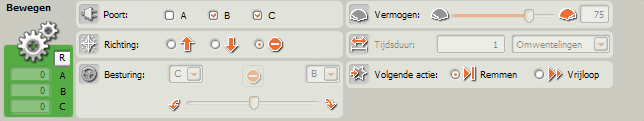 Bewegen
R
0 A
0 B
0 C
Poort: A B C
Richting:
Besturing: C B
Vermogen: 75
Tijdsduur: 1 Omwentelingen
Volgende actie: Remmen Vrijloop